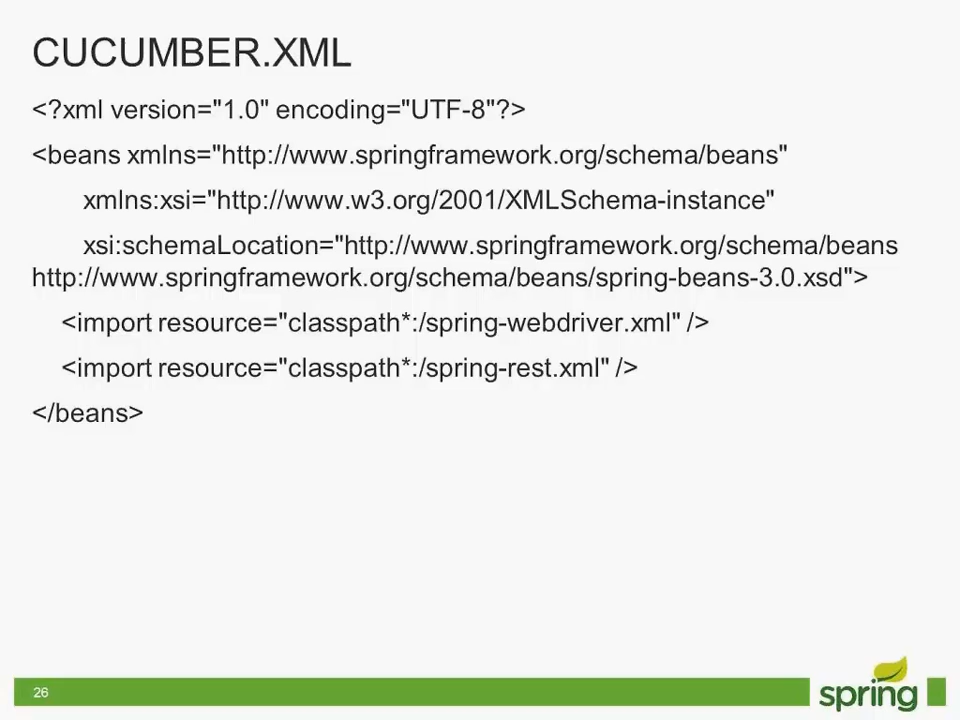 CUCUMBER.XML
<?xml version="1.0" encoding="UTF-8"?>
<beans xmlns="http://www.springframework.org/schema/beans"
xmlns:xsi="http://www.w3.org/2001/XMLSchema-instance"
xsi:schemaLocation="http://www.springframework.org/schema/beans
http://www.springframework.org/schema/beans/spring-beans-3.0.xsd">
<import resource="classpath*:/spring-webdriver.xml" />
<import resource="classpath*:/spring-rest.xml" />
</beans>
26
spring